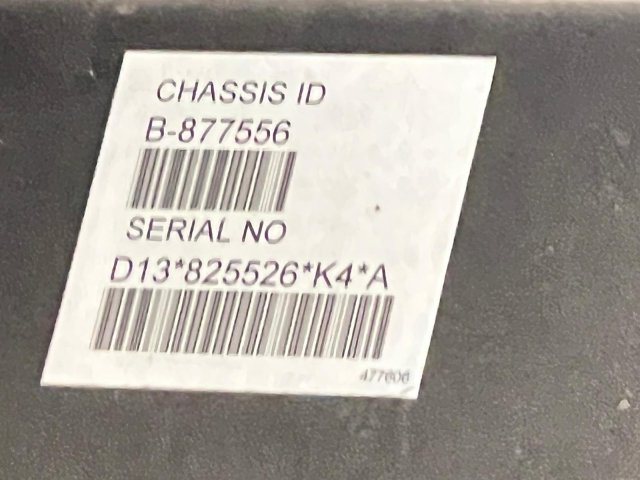 CHASSIS ID
B-877556
SERIAL NO
D13*825526*K4*A
477606